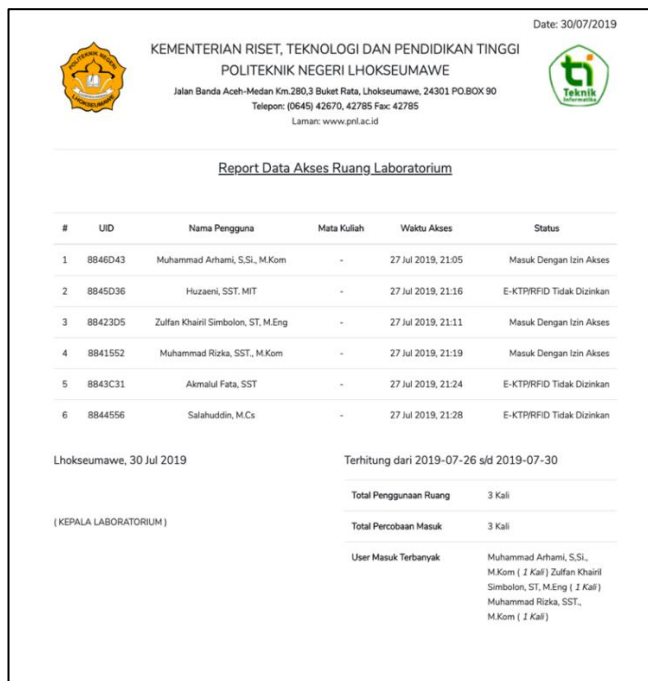 Date: 30/07/2019
KEMENTERIAN RISET, TEKNOLOGI DAN PENDIDIKAN TINGGI
POLITEKNIK NEGERI LHOKSEUMAWE
Jalan Banda Aceh-Medan Km.280,3 Buket Rata, Lhokseumawe, 24301 PO.BOX 90
Telepon: (0645) 42670, 42785 Fax: 42785
Laman: www.pnl.ac.id
POLITEKNIK NEGERI
LHOKSEUMAWE
ti
Teknik
Informatika
Report Data Akses Ruang Laboratorium
# UID Nama Pengguna Mata Kuliah Waktu Akses Status
1 8846D43 Muhammad Arhami, S,Si., M.Kom - 27 Jul 2019, 21:05 Masuk Dengan Izin Akses
2 8845D36 Huzaeni, SST. MIT - 27 Jul 2019, 21:16 E-KTP/RFID Tidak Dizinkan
3 88423D5 Zulfan Khairil Simbolon, ST, M.Eng - 27 Jul 2019, 21:11 Masuk Dengan Izin Akses
4 8841552 Muhammad Rizka, SST., M.Kom - 27 Jul 2019, 21:19 Masuk Dengan Izin Akses
5 8843C31 Akmalul Fata, SST - 27 Jul 2019, 21:24 E-KTP/RFID Tidak Dizinkan
6 8844556 Salahuddin, M.Cs - 27 Jul 2019, 21:28 E-KTP/RFID Tidak Dizinkan
Lhokseumawe, 30 Jul 2019
( KEPALA LABORATORIUM )
Terhitung dari 2019-07-26 s/d 2019-07-30
Total Penggunaan Ruang 3 Kali
Total Percobaan Masuk 3 Kali
User Masuk Terbanyak Muhammad Arhami, S,Si.,
M.Kom ( 1 Kali ) Zulfan Khairil
Simbolon, ST, M.Eng ( 1 Kali )
Muhammad Rizka, SST.,
M.Kom ( 1 Kali )